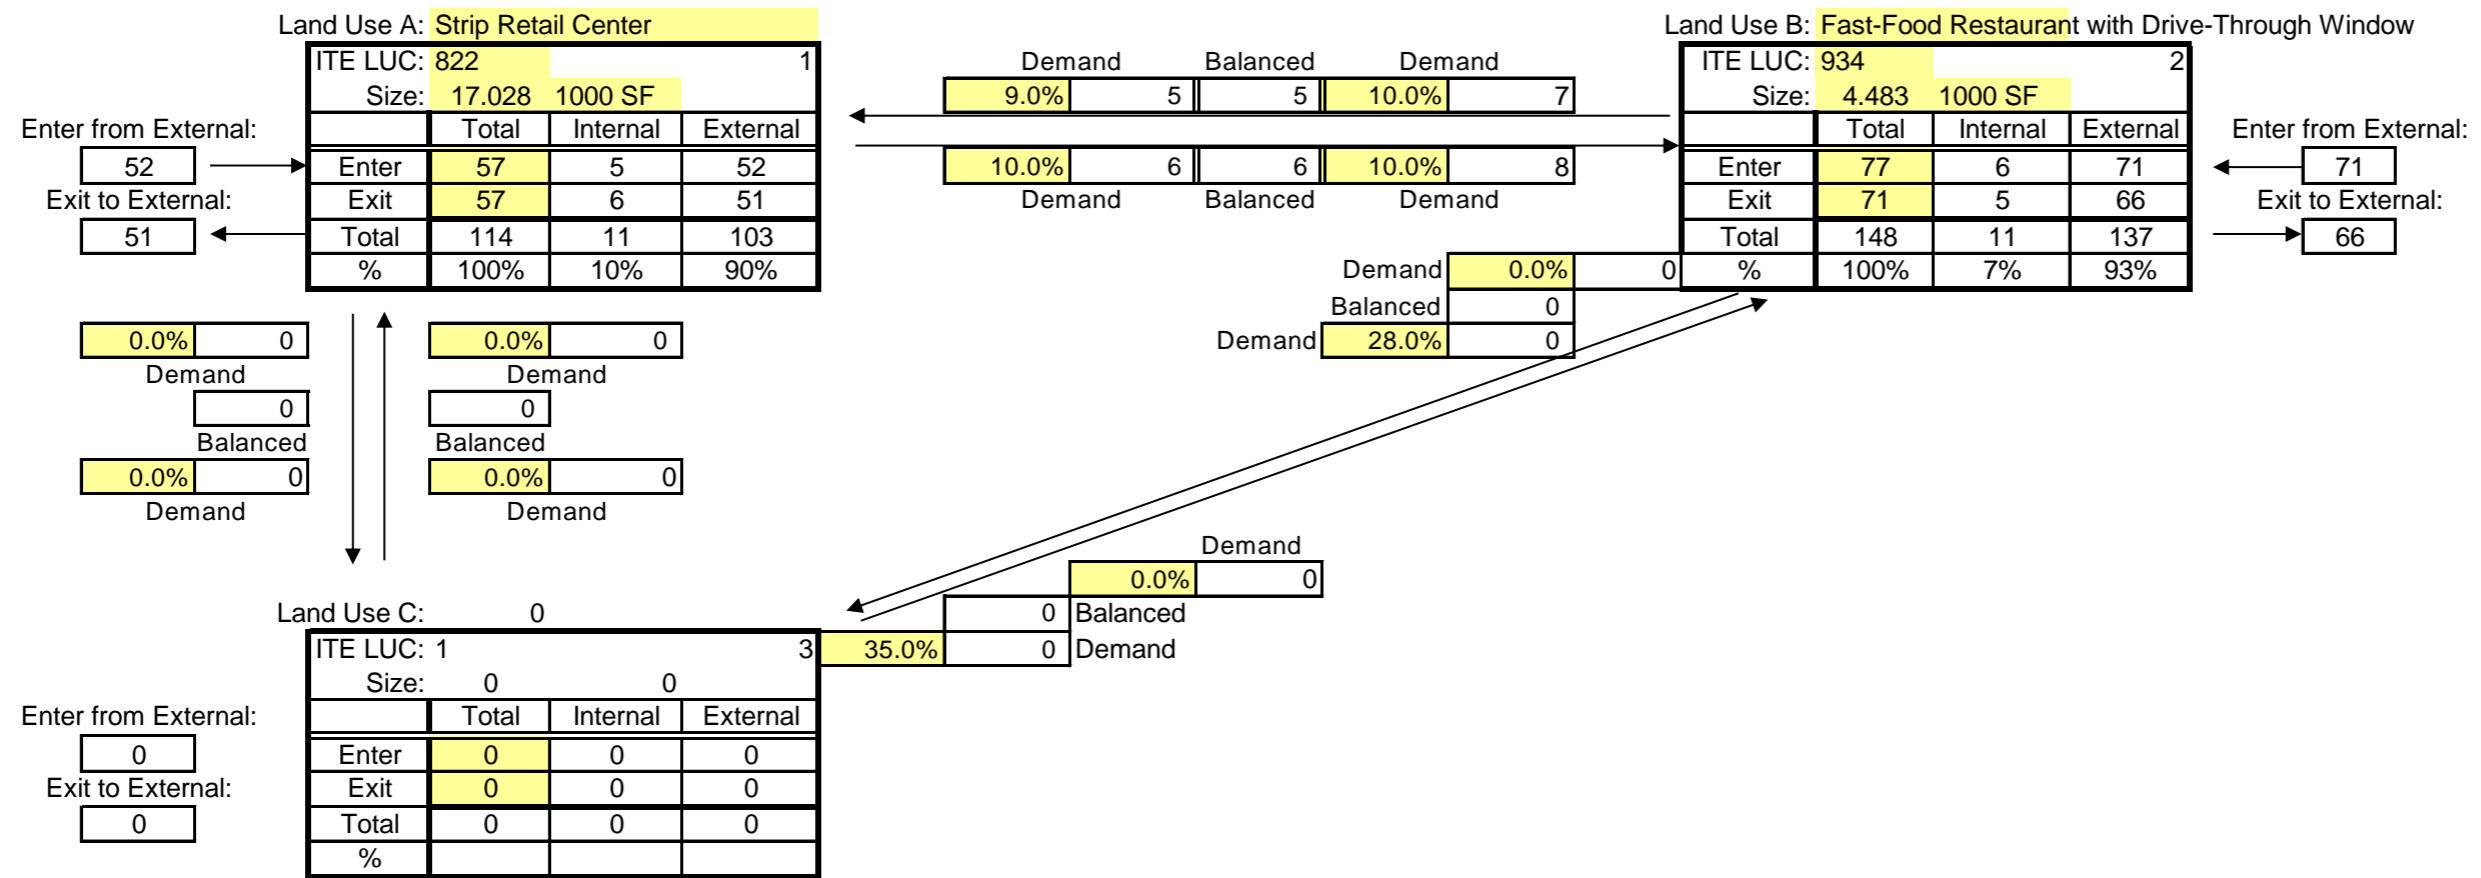 Land Use A: Strip Retail Center Land Use B: Fast-Food Restaurant with Drive-Through Window
ITE LUC: 822 1 Demand Balanced Demand ITE LUC: 934 2
Size: 17.028 1000 SF 9.0% 5 5 10.0% 7 Size: 4.483 1000 SF
Enter from External: Total Internal External Total Internal External Enter from External:
52 Enter 57 5 52 10.0% 6 6 10.0% 8 Enter 77 6 71 71
Exit to External: Exit 57 6 51 Demand Balanced Demand Exit 71 5 66 Exit to External:
51 Total 114 11 103 Total 148 11 137 66
% 100% 10% 90% Demand 0.0% 0 % 100% 7% 93%
Balanced 0
0.0% 0 0.0% 0 Demand 28.0% 0
Demand Demand
0 0
Balanced Balanced
0.0% 0 0.0% 0
Demand Demand
Demand
0.0% 0
Land Use C: 0 0 Balanced
ITE LUC: 1 3 35.0% 0 Demand
Size: 0 0
Enter from External: Total Internal External
0 Enter 0 0 0
Exit to External: Exit 0 0 0
0 Total 0 0 0
%